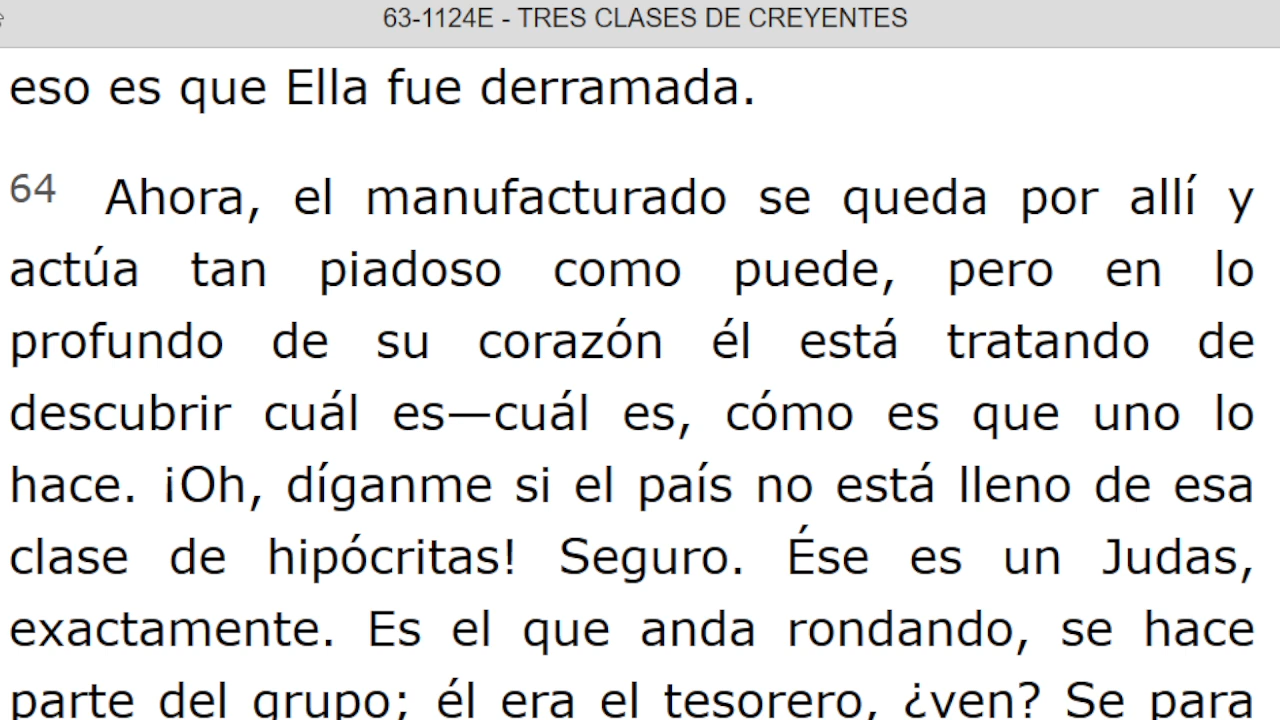 63-1124E - TRES CLASES DE CREYENTES
eso es que Ella fue derramada.
64 Ahora, el manufacturado se queda por allí y
actúa tan piadoso como puede, pero en lo
profundo de su corazón él está tratando de
descubrir cuál es—cuál es, cómo es que uno lo
hace. ¡Oh, díganme si el país no está lleno de esa
clase de hipócritas! Seguro. Ése es un Judas,
exactamente. Es el que anda rondando, se hace
parte del grupo; él era el tesorero, ¿ven? Se para